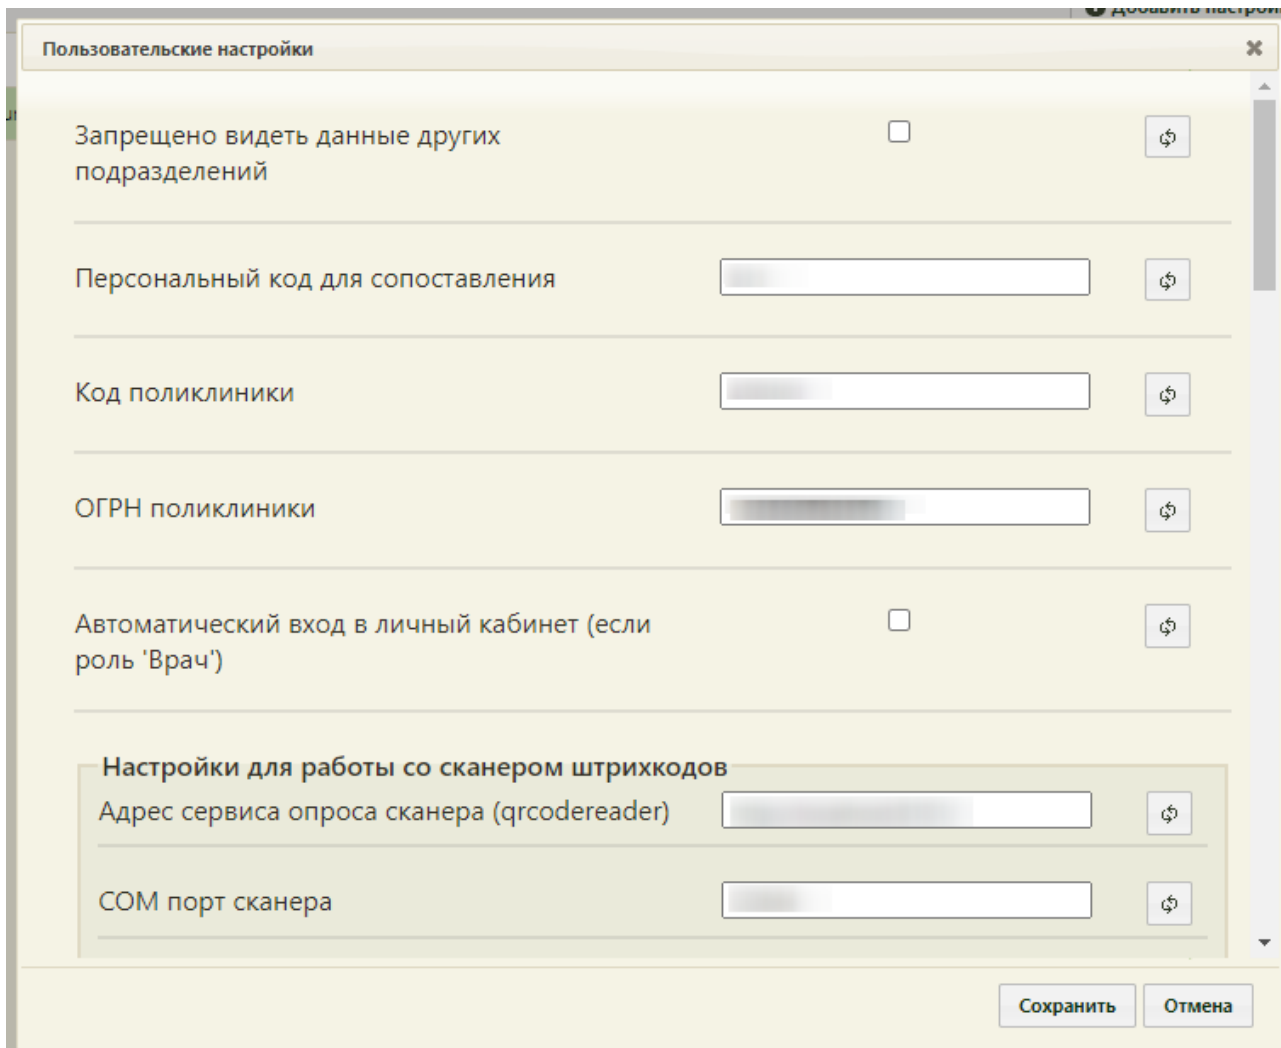 Добавить настрой
Пользовательские настройки
Запрещено видеть данные других
подразделений
Персональный код для сопоставления
Код поликлиники
ОГРН поликлиники
Автоматический вход в личный кабинет (если
роль 'Врач')
Настройки для работы со сканером штрихкодов
Адрес сервиса опроса сканера (qrcodereader)
COM порт сканера
Сохранить
Отмена